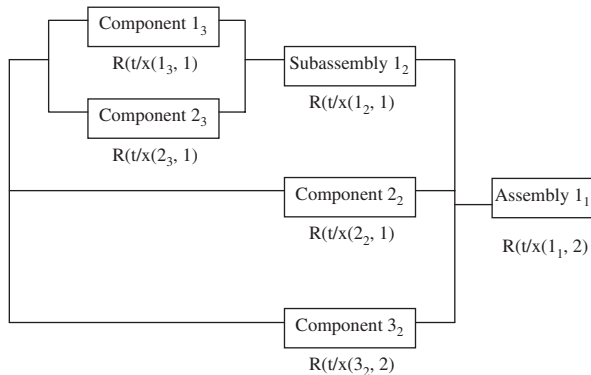 Component 1₃
R(t/x(1₃, 1)
Subassembly 1₂
R(t/x(1₂, 1)
Component 2₃
R(t/x(2₃, 1)
Component 2₂
R(t/x(2₂, 1)
Assembly 1₁
R(t/x(1₁, 2)
Component 3₂
R(t/x(3₂, 2)